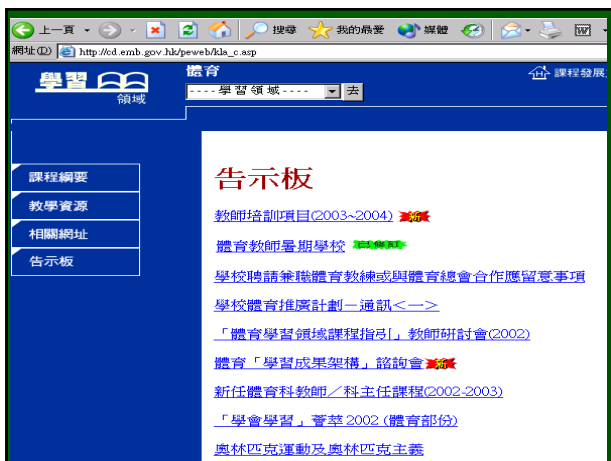 上一頁 搜尋 我的最愛 媒體
網址(D) http://cd.emb.gov.hk/peweb/kla_c.asp
學習
領域
體育
----學習領域---- 去
課程發展
課程綱要
教學資源
相關網址
告示板
告示板
教師培訓項目(2003~2004) 新
體育教師暑期學校
學校聘請兼職體育教練或與體育總會合作應留意事項
學校體育推廣計劃－通訊<一>
「體育學習領域課程指引」教師研討會(2002)
體育「學習成果架構」諮詢會 新
新任體育科教師／科主任課程(2002-2003)
「學會學習」薈萃2002 (體育部份)
奧林匹克運動及奧林匹克主義